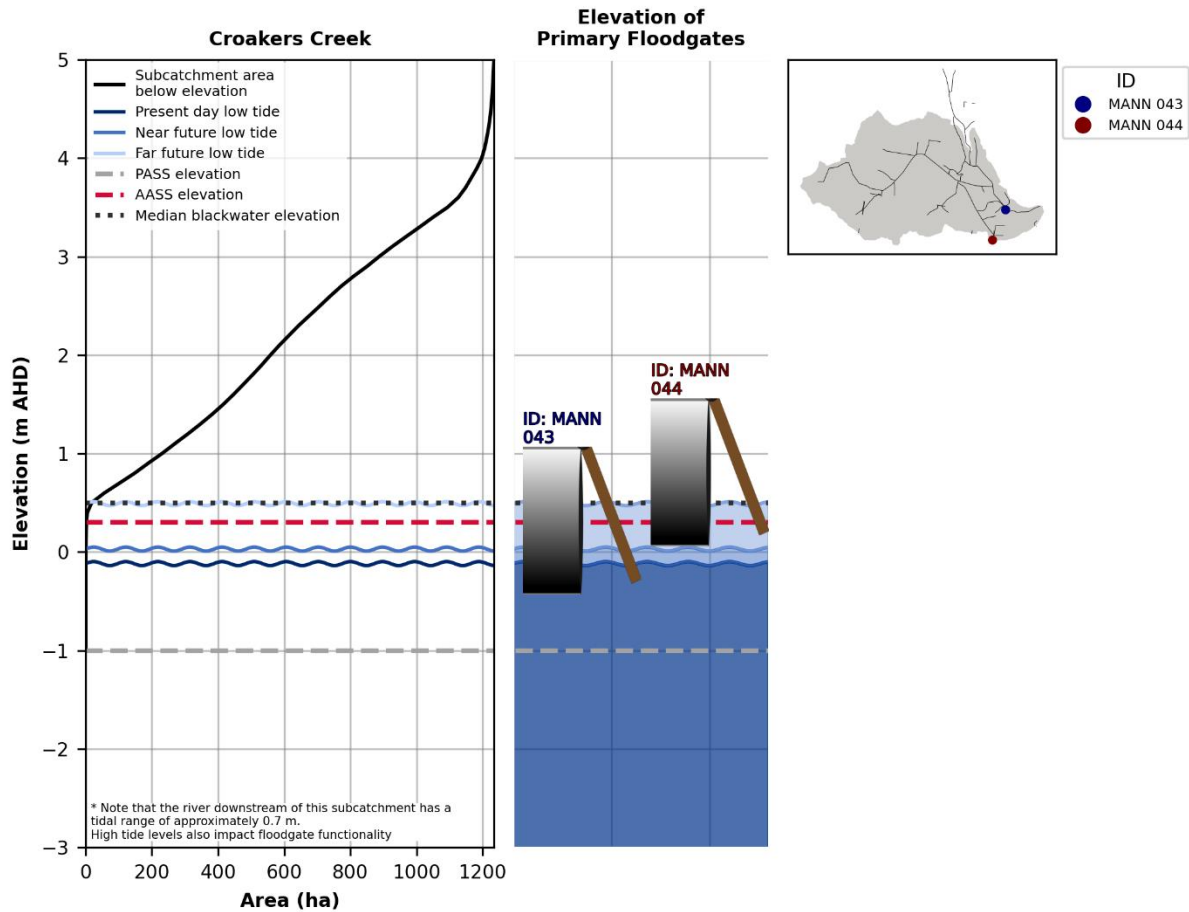 Croakers Creek
Elevation of
Primary Floodgates
Subcatchment area
below elevation
Present day low tide
Near future low tide
Far future low tide
PASS elevation
AASS elevation
Median blackwater elevation
ID
MANN 043
MANN 044
ID: MANN
044
ID: MANN
043
Elevation (m AHD)
5
4
3
2
1
0
−1
−2
−3
* Note that the river downstream of this subcatchment has a
tidal range of approximately 0.7 m.
High tide levels also impact floodgate functionality
0 200 400 600 800 1000 1200
Area (ha)